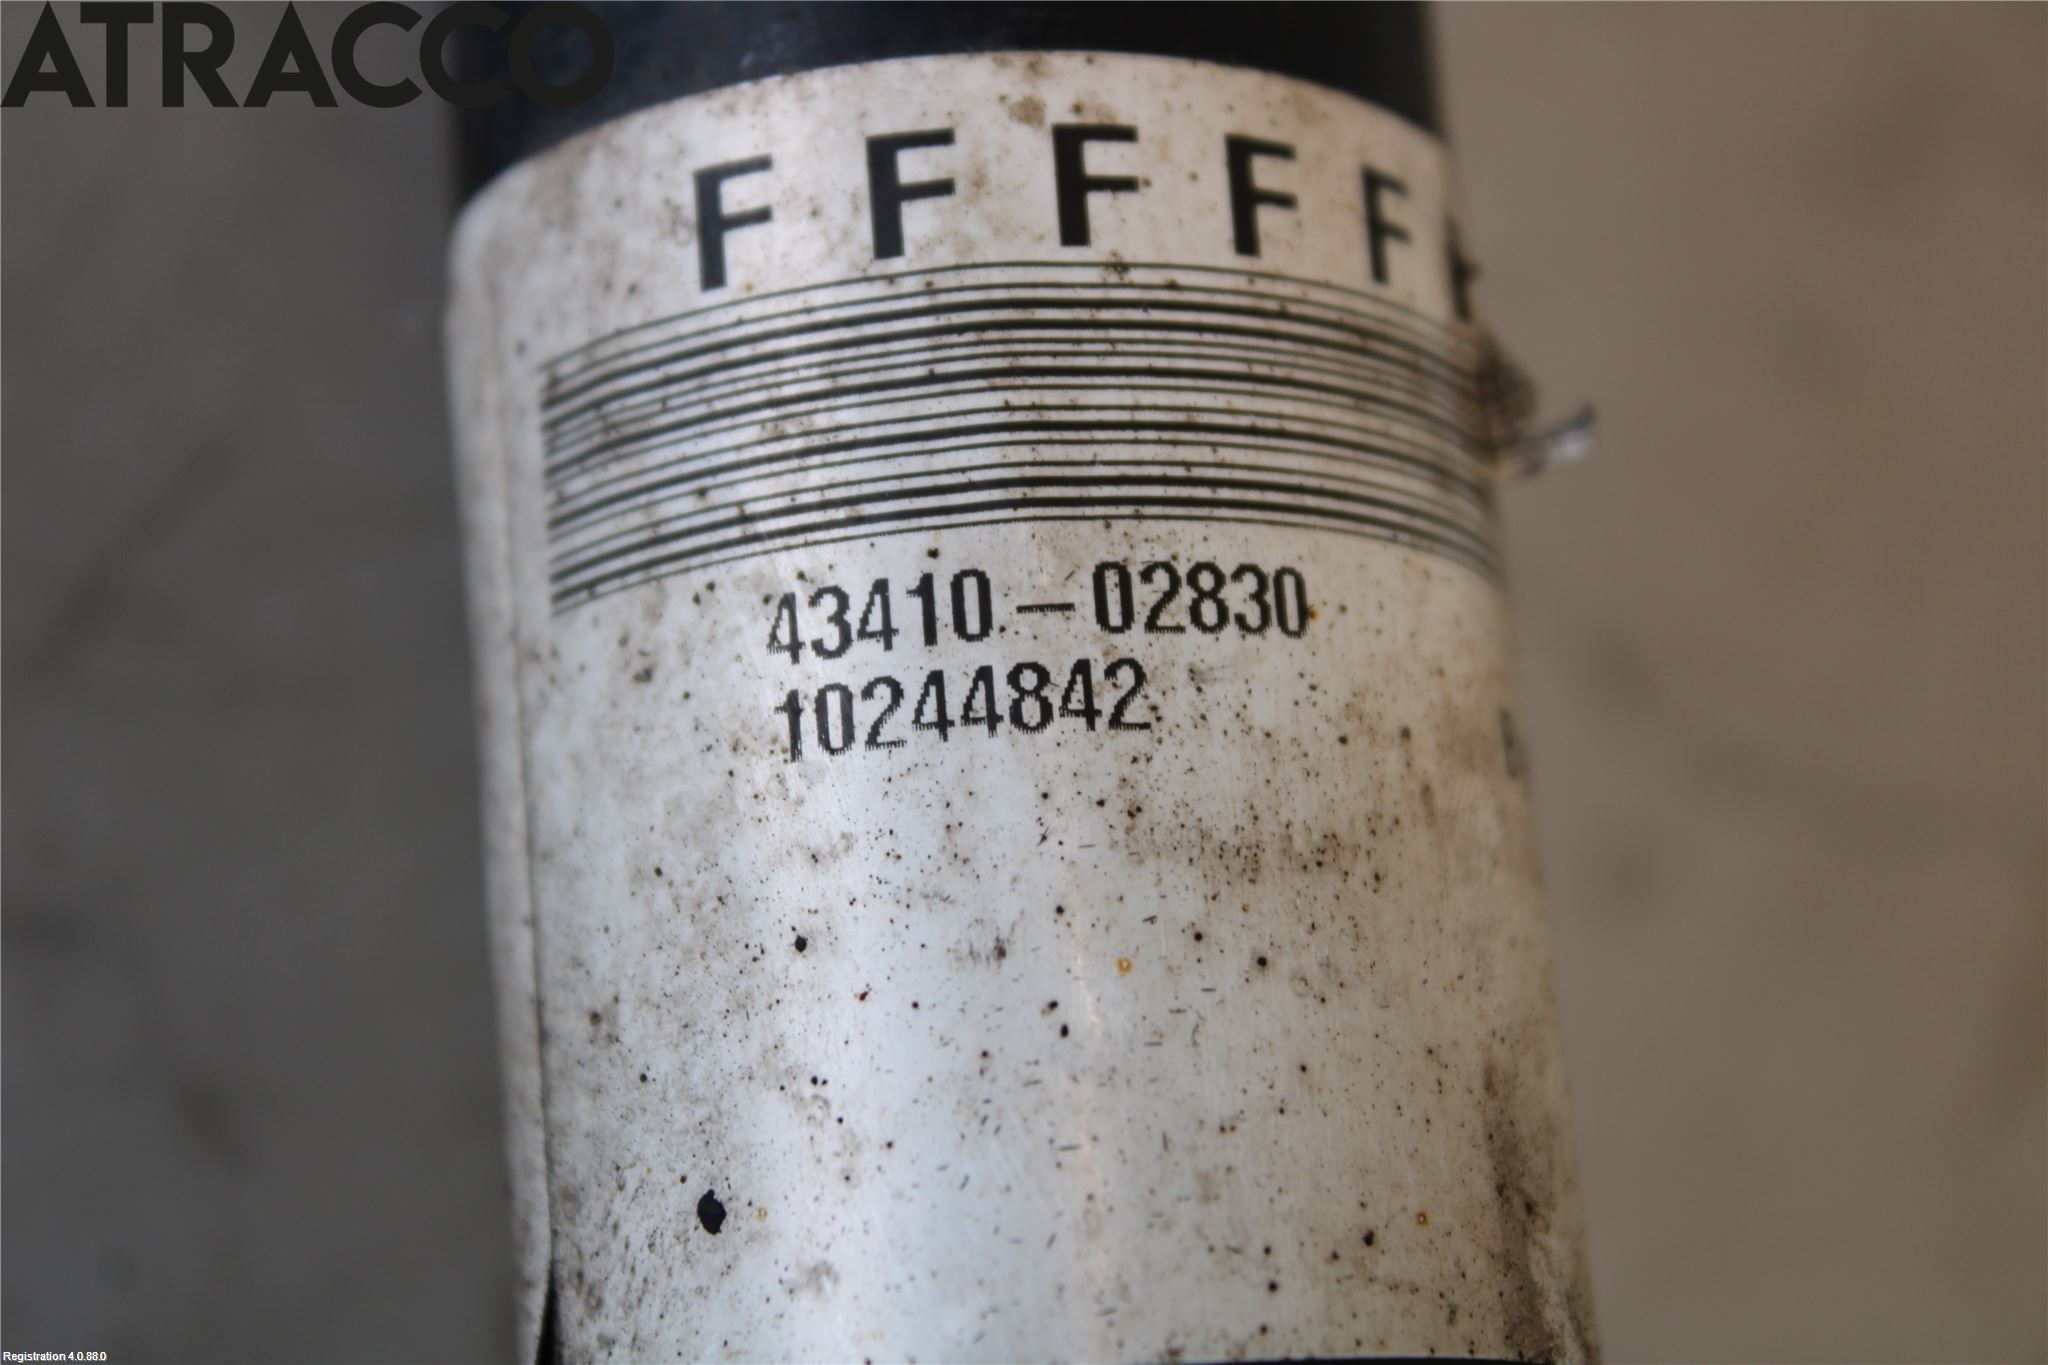 ATRACCO
F F F F F F
43410-02830
10244842
Registration 4.0.88.0